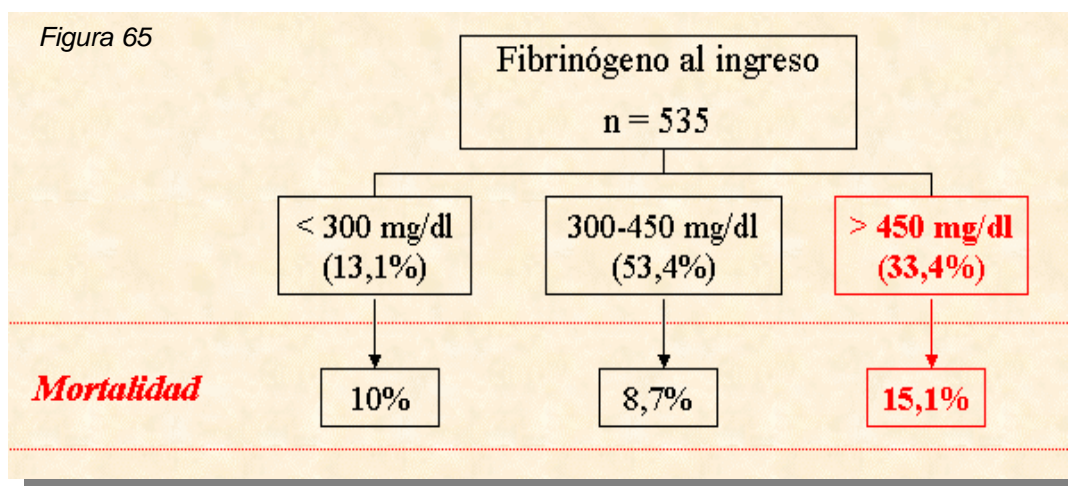 Figura 65
Fibrinógeno al ingreso
n = 535
< 300 mg/dl
(13,1%)
300-450 mg/dl
(53,4%)
> 450 mg/dl
(33,4%)
Mortalidad
10%
8,7%
15,1%